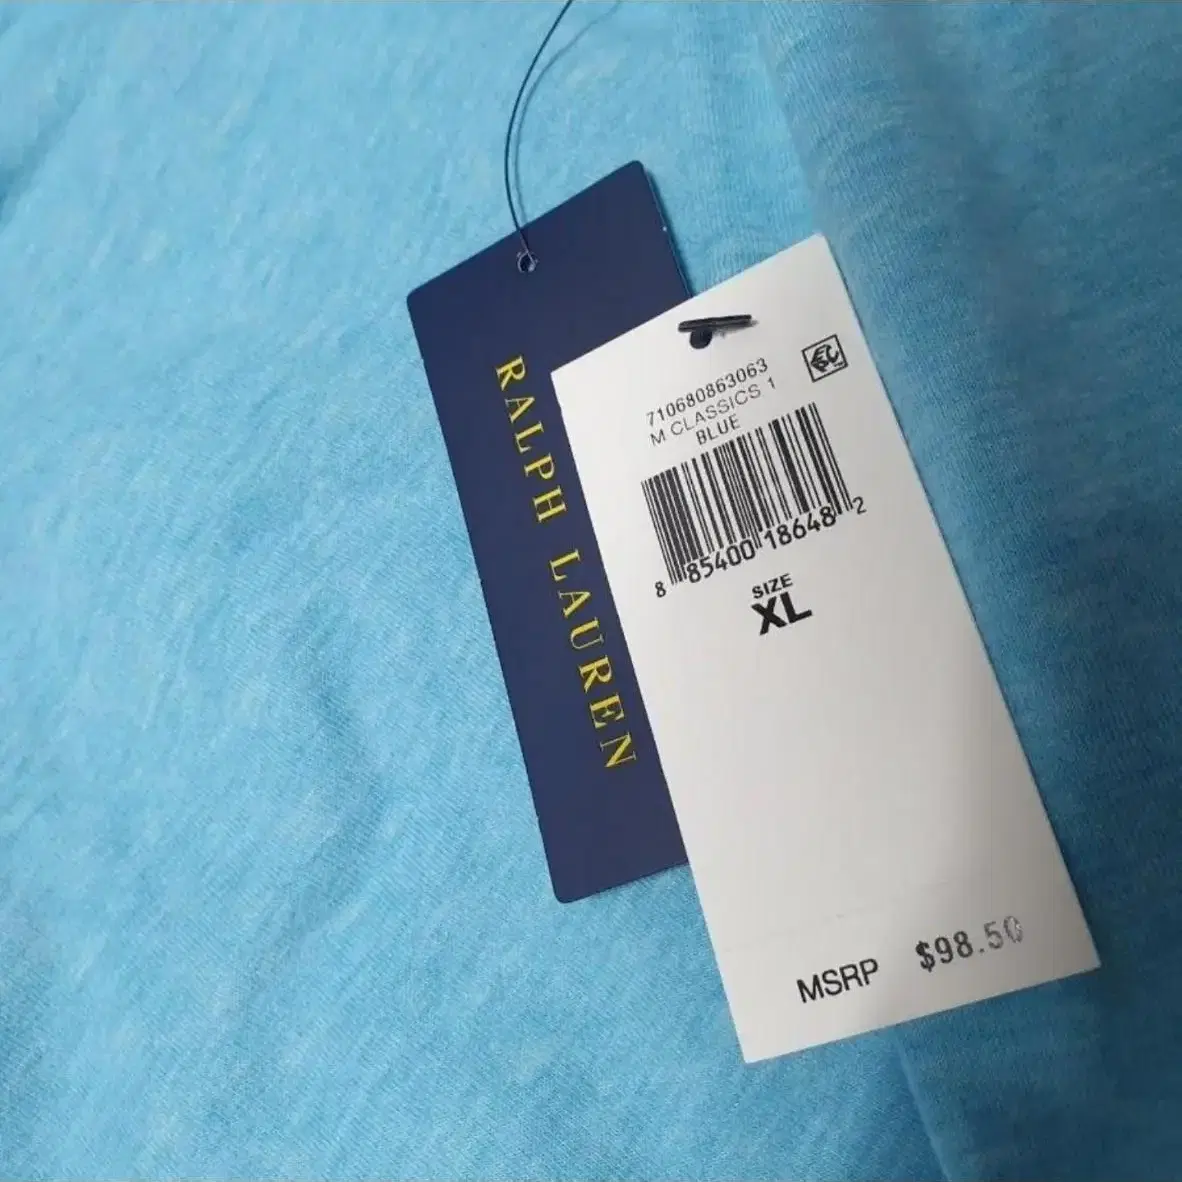 RALPH LAUREN
710680863063
M CLASSICS 1
BLUE
8 85400 18648 2
SIZE
XL
MSRP $98.50